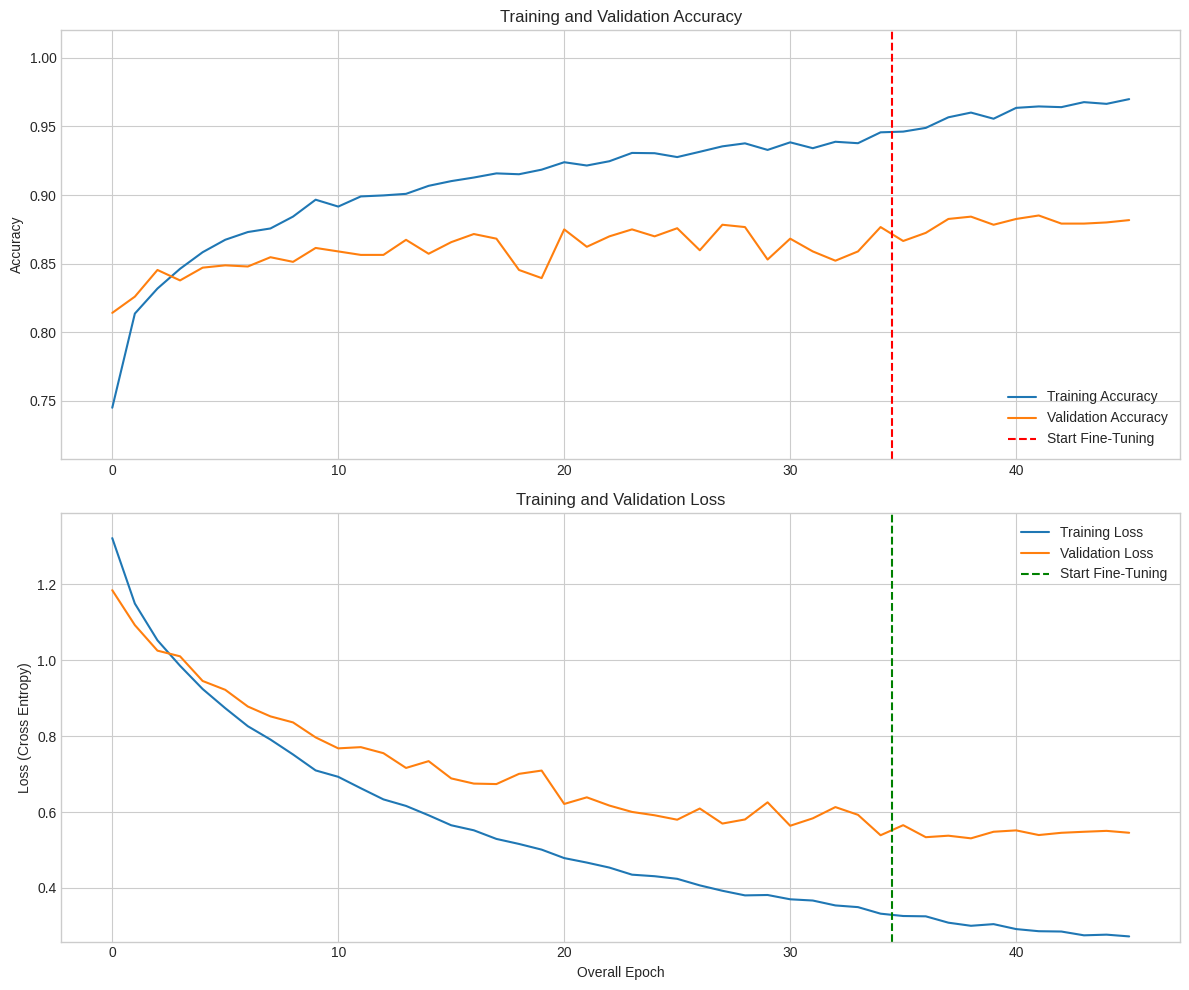 Training and Validation Accuracy
Accuracy
1.00
0.95
0.90
0.85
0.80
0.75
0
10
20
30
40
Training Accuracy
Validation Accuracy
Start Fine-Tuning
Training and Validation Loss
Loss (Cross Entropy)
1.2
1.0
0.8
0.6
0.4
0
10
20
30
40
Training Loss
Validation Loss
Start Fine-Tuning
Overall Epoch